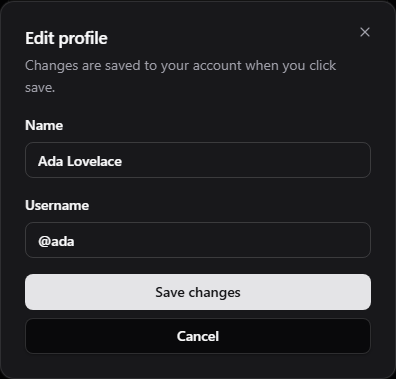 Edit profile
Changes are saved to your account when you click
save.
Name
Ada Lovelace
Username
@ada
Save changes
Cancel